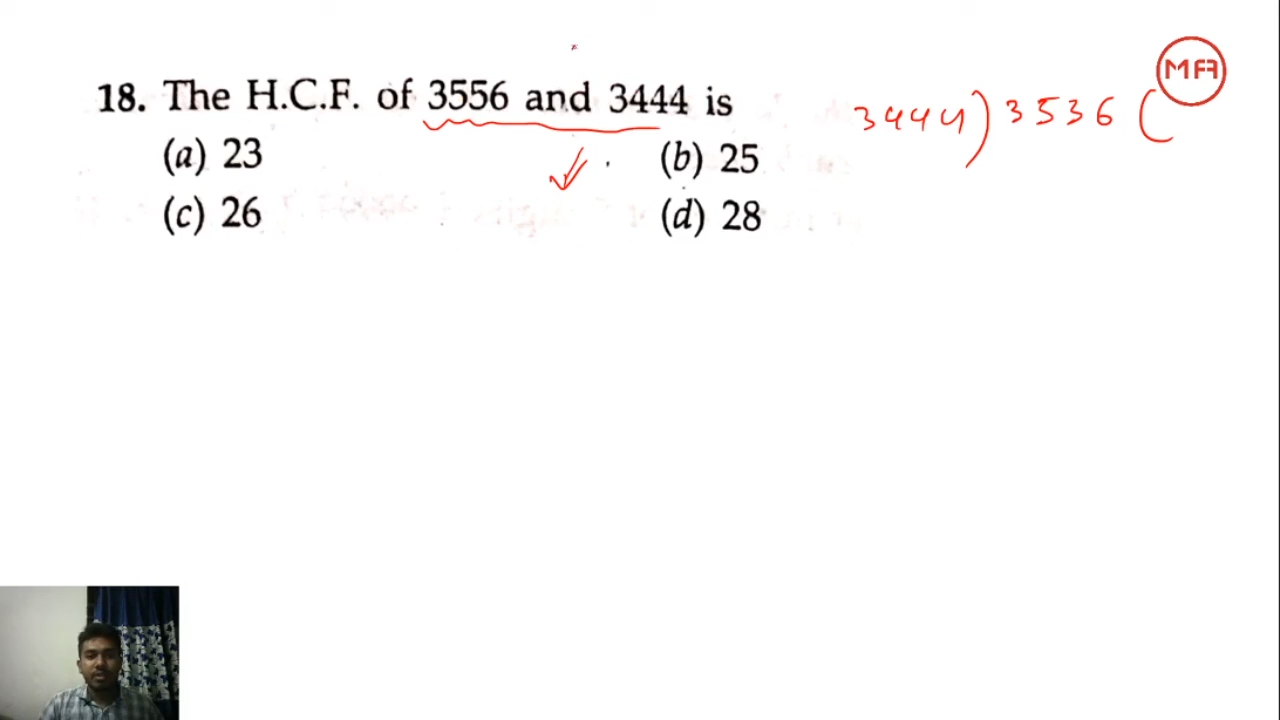 18. The H.C.F. of 3556 and 3444 is
(a) 23 (b) 25
(c) 26 (d) 28
3444) 3536 (
MFA